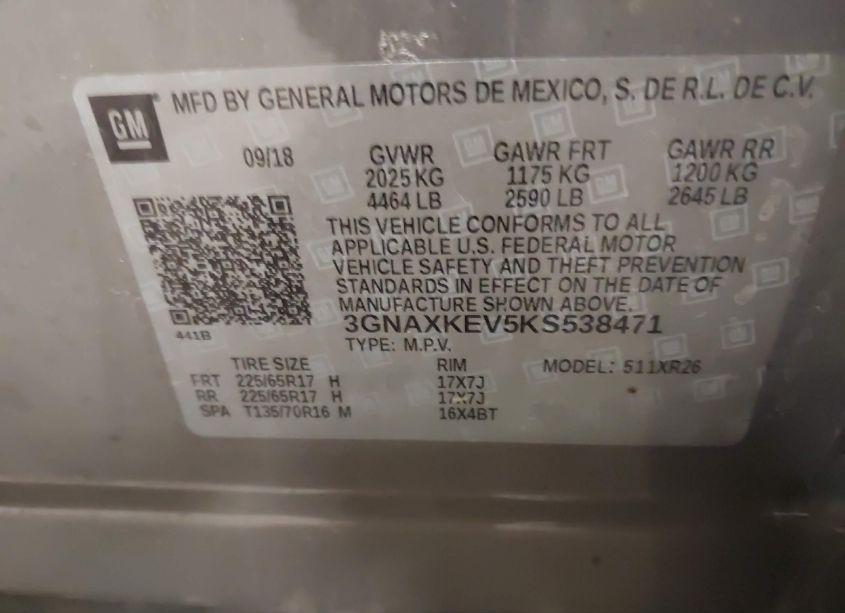 GM
MFD BY GENERAL MOTORS DE MEXICO, S. DE R.L. DE C.V.
09/18 GVWR GAWR FRT GAWR RR
2025 KG 1175 KG 1200 KG
4464 LB 2590 LB 2645 LB
THIS VEHICLE CONFORMS TO ALL
APPLICABLE U.S. FEDERAL MOTOR
VEHICLE SAFETY AND THEFT PREVENTION
STANDARDS IN EFFECT ON THE DATE OF
MANUFACTURE SHOWN ABOVE.
3GNAXKEV5KS538471
441B
TYPE: M.P.V.
TIRE SIZE RIM MODEL: 511XR26
FRT 225/65R17 H 17X7J
RR 225/65R17 H 17X7J
SPA T135/70R16 M 16X4BT